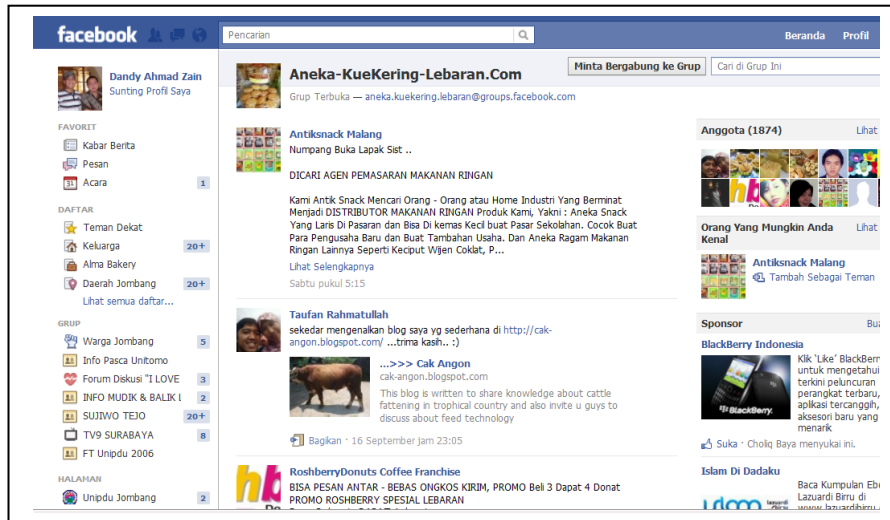 facebook
Pencarian
Beranda Profil
Dandy Ahmad Zain
Sunting Profil Saya
FAVORIT
Kabar Berita
Pesan
Acara 1
DAFTAR
Teman Dekat
Keluarga 20+
Alma Bakery
Daerah Jombang 20+
Lihat semua daftar...
GRUP
Warga Jombang 5
Info Pasca Unitomo
Forum Diskusi "I LOVE 3
INFO MUDIK & BALIK L 2
SUJIWO TEJO 20+
TV9 SURABAYA 8
FT Unipdu 2006
HALAMAN
Unipdu Jombang 2
Aneka-KueKering-Lebaran.Com
Minta Bergabung ke Grup
Cari di Grup Ini
Grup Terbuka — aneka.kuekering.lebaran@groups.facebook.com
Antiksnack Malang
Numpang Buka Lapak Sist ..
DICARI AGEN PEMASARAN MAKANAN RINGAN
Kami Antik Snack Mencari Orang - Orang atau Home Industri Yang Berminat
Menjadi DISTRIBUTOR MAKANAN RINGAN Produk Kami, Yakni : Aneka Snack
Yang Laris Di Pasaran dan Bisa Di kemas Kecil buat Pasar Sekolahan. Cocok Buat
Para Pengusaha Baru dan Buat Tambahan Usaha. Dan Aneka Ragam Makanan
Ringan Lainnya Seperti Keciput Wijen Coklat, P...
Lihat Selengkapnya
Sabtu pukul 5:15
Taufan Rahmatullah
sekedar mengenalkan blog saya yg sederhana di http://cak-
angon.blogspot.com/ ...trima kasih.. :)
...>>> Cak Angon
cak-angon.blogspot.com
This blog is written to share knowledge about cattle
fattening in trophical country and also invite u guys to
discuss about feed technology
Bagikan · 16 September jam 23:05
RoshberryDonuts Coffee Franchise
BISA PESAN ANTAR - BEBAS ONGKOS KIRIM, PROMO Beli 3 Dapat 4 Donat
PROMO ROSHBERRY SPESIAL LEBARAN
Anggota (1874) Lihat
Orang Yang Mungkin Anda Lihat
Kenal
Antiksnack Malang
Tambah Sebagai Teman
Sponsor Bua
BlackBerry Indonesia
Klik 'Like' BlackBerr
untuk mengetahui
terkini peluncuran
perangkat terbaru,
aplikasi tercanggih,
aksesori baru yang
menarik
BlackBerry.
Suka · Choliq Baya menyukai ini.
Islam Di Dadaku
Baca Kumpulan Ebo
Lazuardi Birru di